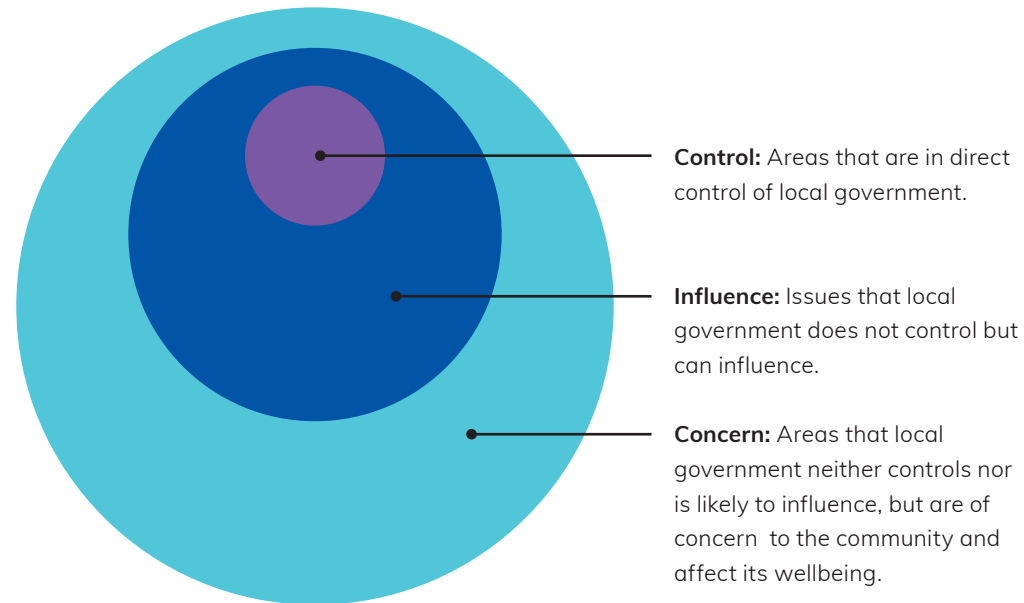 Control: Areas that are in direct
control of local government.
Influence: Issues that local
government does not control but
can influence.
Concern: Areas that local
government neither controls nor
is likely to influence, but are of
concern  to the community and
affect its wellbeing.